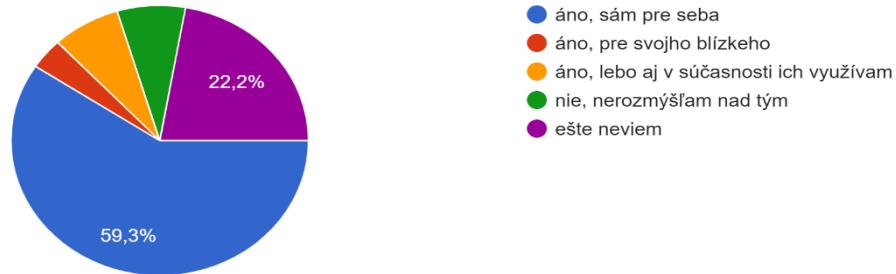 22,2%
59,3%
áno, sám pre seba
áno, pre svojho blízkeho
áno, lebo aj v súčasnosti ich využívam
nie, nerozmýšľam nad tým
ešte neviem